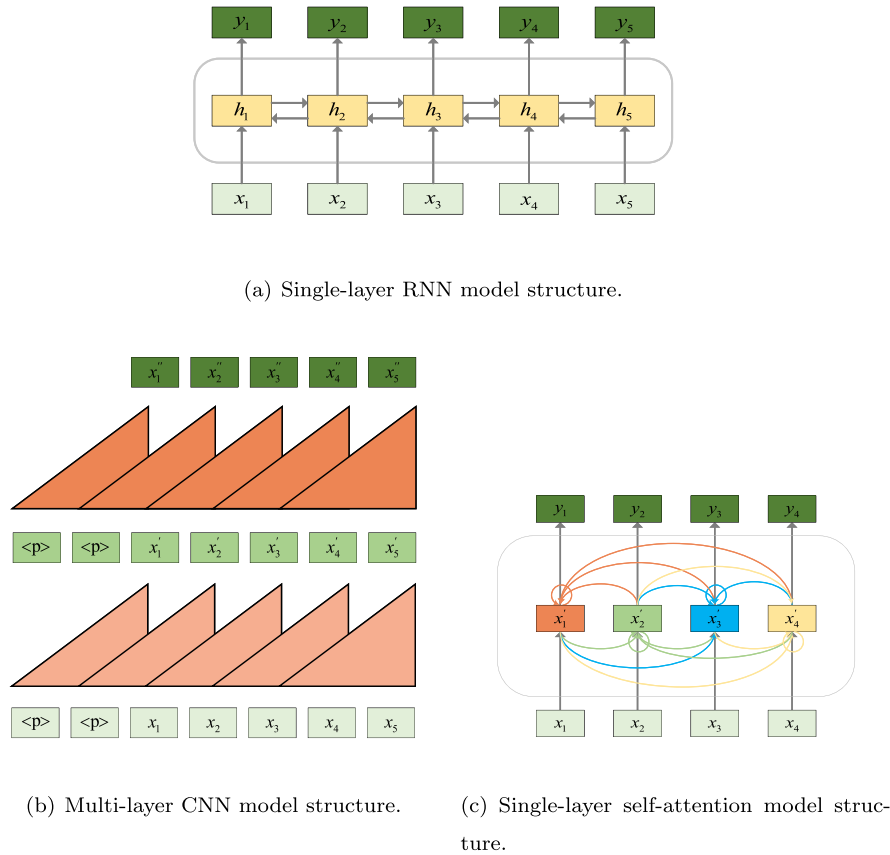 y₁ y₂ y₃ y₄ y₅
h₁ h₂ h₃ h₄ h₅
x₁ x₂ x₃ x₄ x₅
(a) Single-layer RNN model structure.
x₁'' x₂'' x₃'' x₄'' x₅''
<p> <p> x₁' x₂' x₃' x₄' x₅'
<p> <p> x₁ x₂ x₃ x₄ x₅
(b) Multi-layer CNN model structure.
y₁ y₂ y₃ y₄
x₁' x₂' x₃' x₄'
x₁ x₂ x₃ x₄
(c) Single-layer self-attention model struc-
ture.